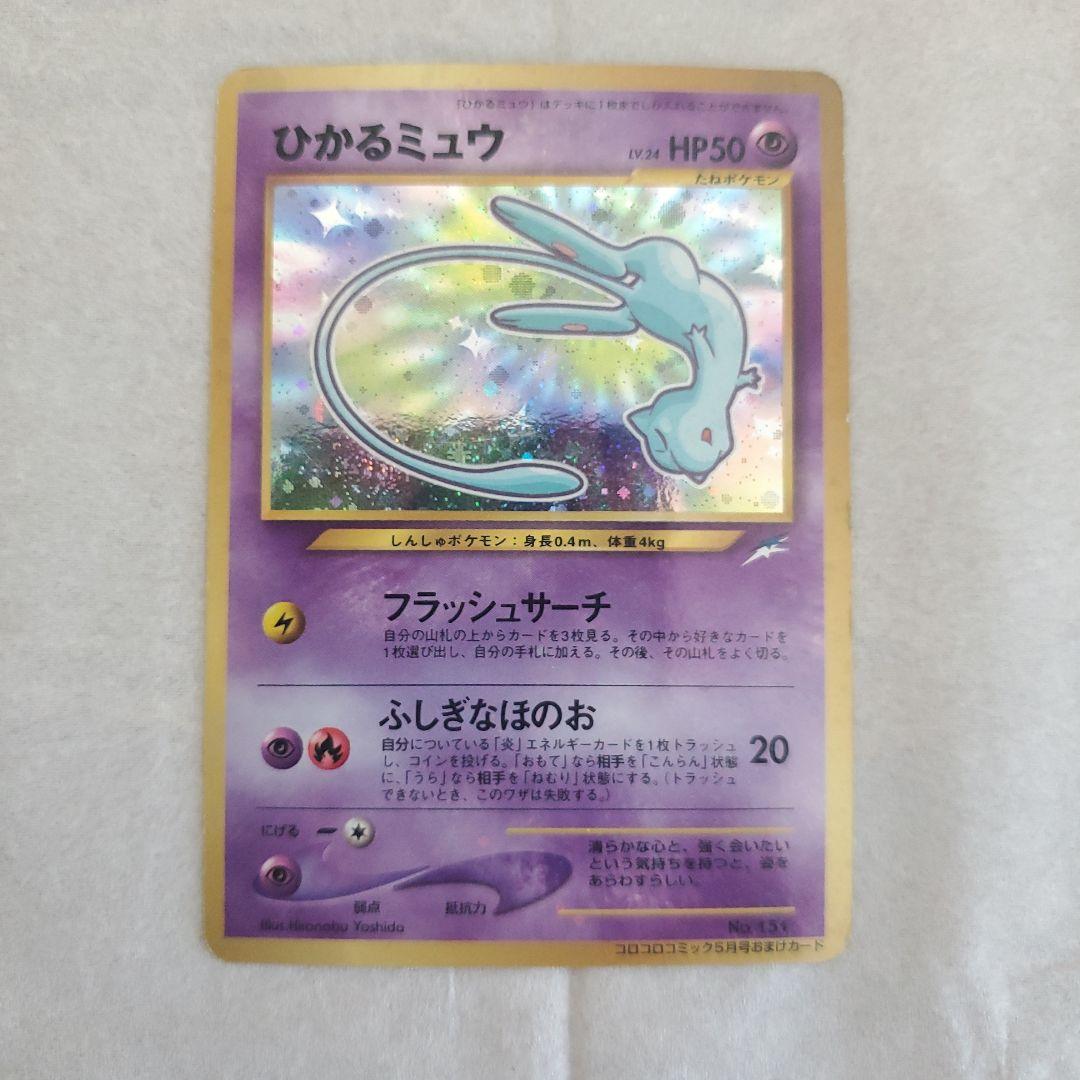 「ひかるミュウ」はデッキに1枚までしか入れることができません。
ひかるミュウ
LV.24 HP50
たねポケモン
しんしゅポケモン：身長0.4m、体重4kg
フラッシュサーチ
自分の山札の上からカードを3枚見る。その中から好きなカードを
1枚選び出し、自分の手札に加える。その後、その山札をよく切る。
ふしぎなほのお
自分についている「炎」エネルギーカードを1枚トラッシュ
し、コインを投げる。「おもて」なら相手を「こんらん」状態
に、「うら」なら相手を「ねむり」状態にする。（トラッシュ
できないとき、このワザは失敗する。）
20
にげる
清らかな心と、強く会いたい
という気持ちを持つと、姿を
あらわすらしい。
弱点
抵抗力
Illus.Hironobu Yoshida
No.151
コロコロコミック5月号おまけカード